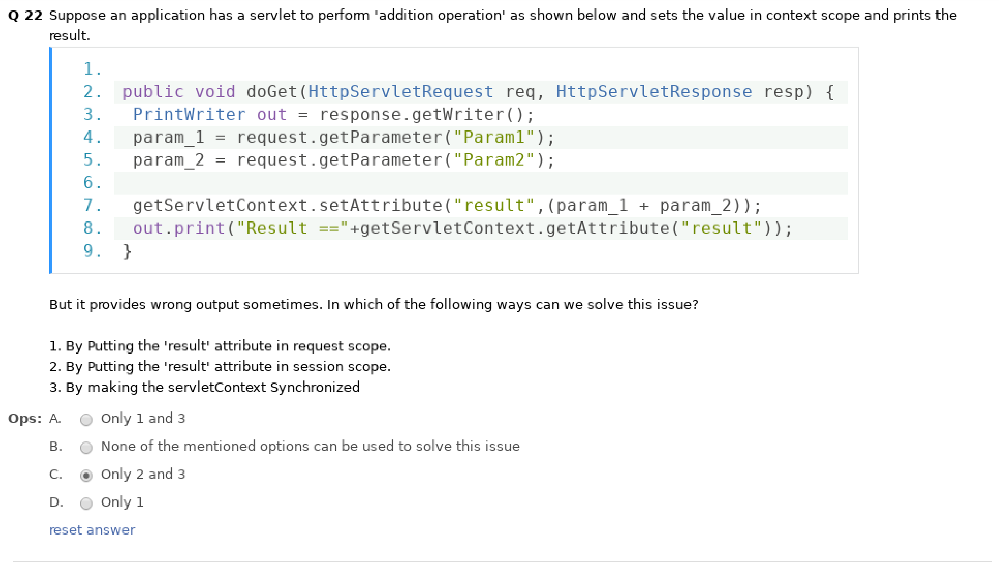 Q 22 Suppose an application has a servlet to perform 'addition operation' as shown below and sets the value in context scope and prints the
result.
1.
2. public void doGet(HttpServletRequest req, HttpServletResponse resp) {
3. PrintWriter out = response.getWriter();
4. param_1 = request.getParameter("Param1");
5. param_2 = request.getParameter("Param2");
6.
7. getServletContext.setAttribute("result",(param_1 + param_2));
8. out.print("Result =="+getServletContext.getAttribute("result"));
9. }
But it provides wrong output sometimes. In which of the following ways can we solve this issue?
1. By Putting the 'result' attribute in request scope.
2. By Putting the 'result' attribute in session scope.
3. By making the servletContext Synchronized
Ops: A. Only 1 and 3
B. None of the mentioned options can be used to solve this issue
C. Only 2 and 3
D. Only 1
reset answer